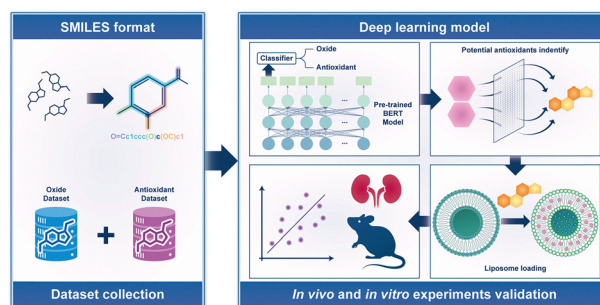 SMILES format
O=Cc1ccc(O)c(OC)c1
Oxide
Dataset
Antioxidant
Dataset
Dataset collection
Deep learning model
Classifier
Oxide
Antioxidant
...
...
...
Pre-trained
BERT
Model
Potential antioxidants indentify
Liposome loading
In vivo and in vitro experiments validation